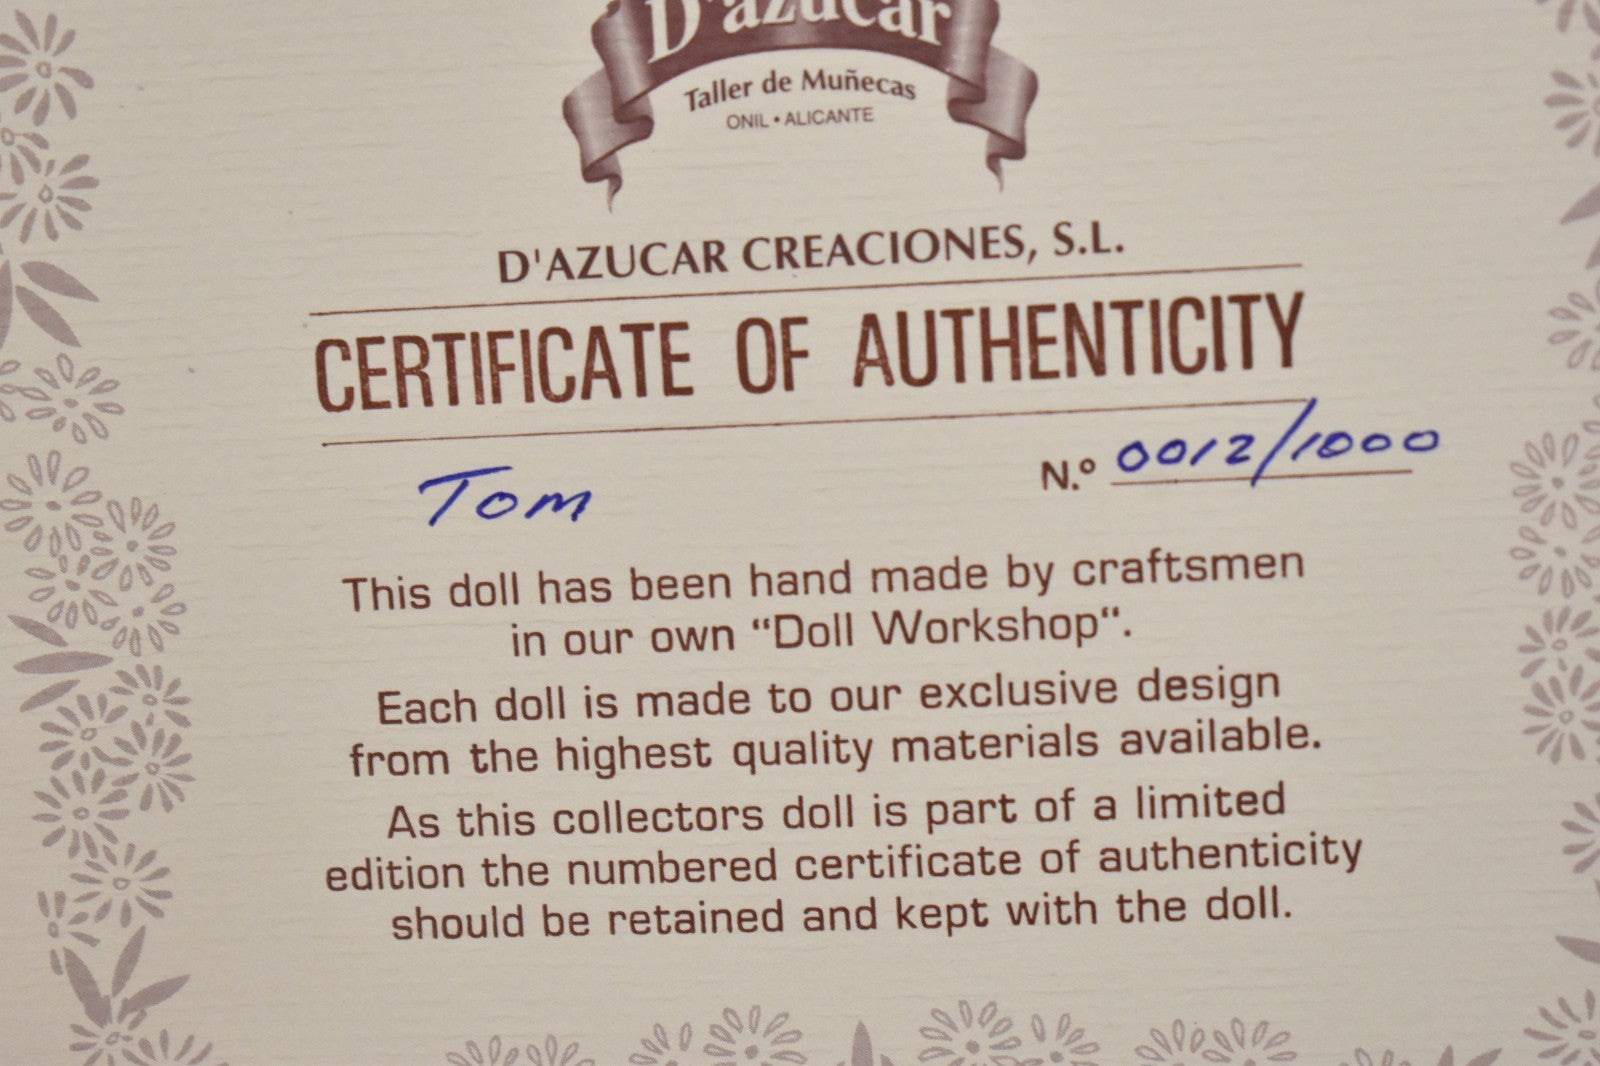 D'azucar
Taller de Muñecas
ONIL • ALICANTE
D'AZUCAR CREACIONES, S.L.
CERTIFICATE OF AUTHENTICITY
Tom N.º 0012/1000
This doll has been hand made by craftsmen
in our own “Doll Workshop“.
Each doll is made to our exclusive design
from the highest quality materials available.
As this collectors doll is part of a limited
edition the numbered certificate of authenticity
should be retained and kept with the doll.